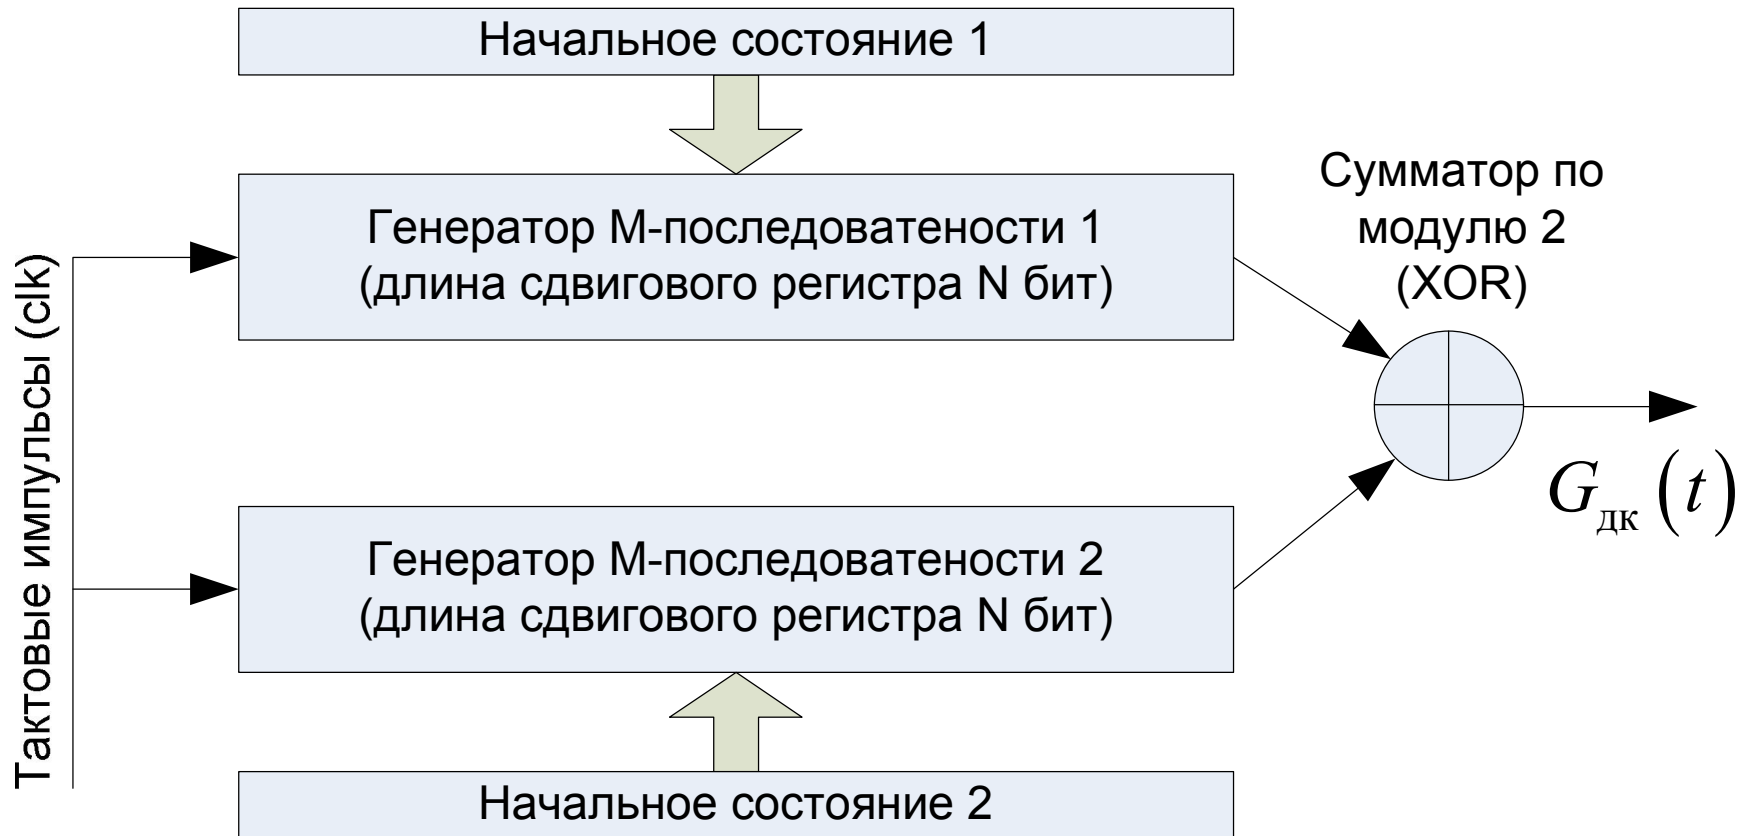 Начальное состояние 1
Генератор М-последоватености 1
(длина сдвигового регистра N бит)
Сумматор по
модулю 2
(XOR)
Тактовые импульсы (clk)
G дк (t)
Генератор М-последоватености 2
(длина сдвигового регистра N бит)
Начальное состояние 2